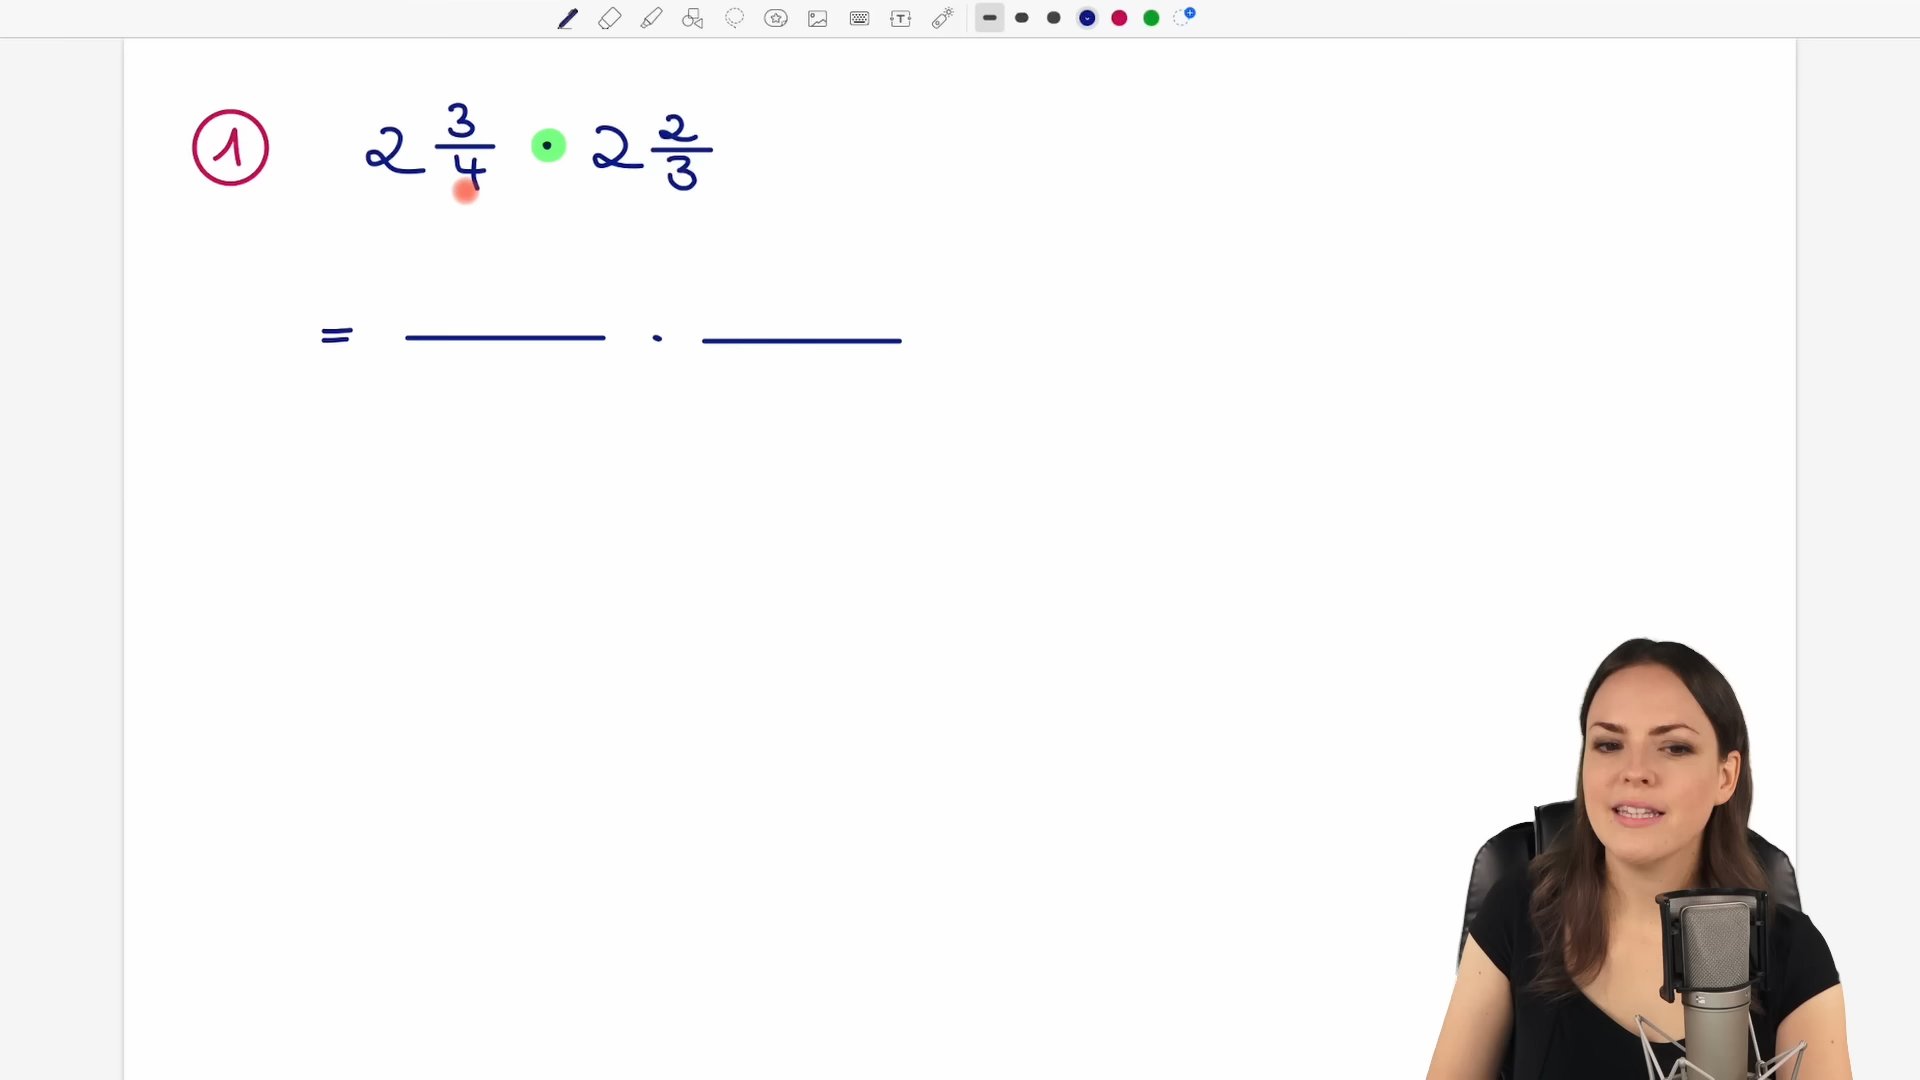 1 2 3/4 · 2 2/3
= ____ · ____